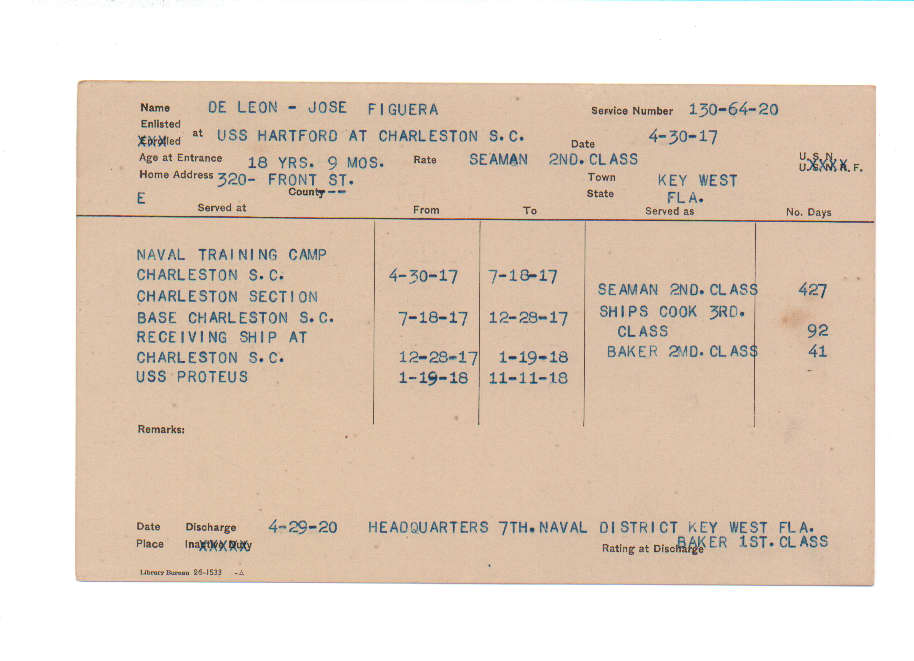 Name DE LEON - JOSE FIGUERA Service Number 130-64-20
Enlisted
at USS HARTFORD AT CHARLESTON S.C. Date 4-30-17
Age at Entrance 18 YRS. 9 MOS. Rate SEAMAN 2ND. CLASS U.S.N.
Home Address 320- FRONT ST. Town KEY WEST
E County --- State FLA.
Served at From To Served as No. Days
NAVAL TRAINING CAMP
CHARLESTON S.C. 4-30-17 7-18-17
CHARLESTON SECTION SEAMAN 2ND. CLASS 427
BASE CHARLESTON S.C. 7-18-17 12-28-17 SHIPS COOK 3RD.
RECEIVING SHIP AT CLASS 92
CHARLESTON S.C. 12-28-17 1-19-18 BAKER 2MD. CLASS 41
USS PROTEUS 1-19-18 11-11-18
Remarks:
Date Discharge 4-29-20 HEADQUARTERS 7TH. NAVAL DISTRICT KEY WEST FLA.
Place Inactive Duty Rating at Discharge BAKER 1ST. CLASS
Library Bureau 26-1533